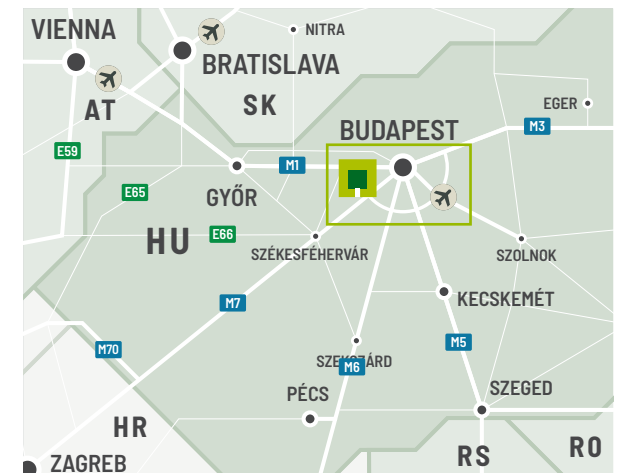 VIENNA
NITRA
BRATISLAVA
AT
SK
EGER
BUDAPEST
M3
E59
M1
E65
GYŐR
HU
E66
SZÉKESFEHÉRVÁR
SZOLNOK
M7
KECSKEMÉT
M70
M5
SZEKSZÁRD
M6
PÉCS
SZEGED
HR
RS
RO
ZAGREB